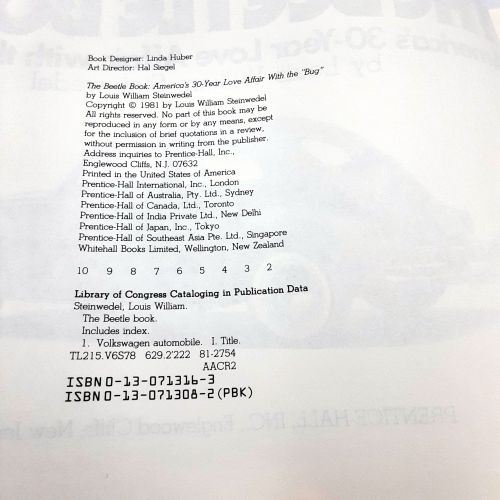 Book Designer: Linda Huber
Art Director: Hal Siegel
The Beetle Book: America's 30-Year Love Affair With the "Bug"
by Louis William Steinwedel
Copyright © 1981 by Louis William Steinwedel
All rights reserved. No part of this book may be
reproduced in any form or by any means, except
for the inclusion of brief quotations in a review,
without permission in writing from the publisher.
Address inquiries to Prentice-Hall, Inc.,
Englewood Cliffs, N.J. 07632
Printed in the United States of America
Prentice-Hall International, Inc., London
Prentice-Hall of Australia, Pty. Ltd., Sydney
Prentice-Hall of Canada, Ltd., Toronto
Prentice-Hall of India Private Ltd., New Delhi
Prentice-Hall of Japan, Inc., Tokyo
Prentice-Hall of Southeast Asia Pte. Ltd., Singapore
Whitehall Books Limited, Wellington, New Zealand
10 9 8 7 6 5 4 3 2
Library of Congress Cataloging in Publication Data
Steinwedel, Louis William.
The Beetle book.
Includes index.
1. Volkswagen automobile. I. Title.
TL215.V6S78 629.2'222 81-2754
AACR2
ISBN 0-13-071316-3
ISBN 0-13-071308-2 (PBK)